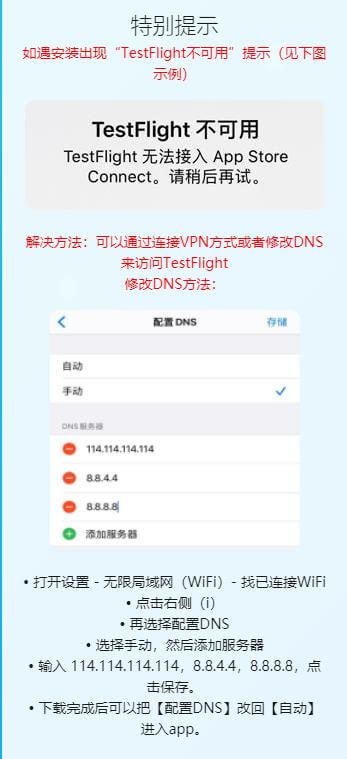 特别提示
如遇安装出现“TestFlight不可用”提示（见下图
示例）
TestFlight 不可用
TestFlight 无法接入 App Store
Connect。请稍后再试。
解决方法：可以通过连接VPN方式或者修改DNS
来访问TestFlight
修改DNS方法：
配置 DNS
存储
自动
手动
DNS 服务器
114.114.114.114
8.8.4.4
8.8.8.8
添加服务器
• 打开设置 - 无限局域网（WiFi）- 找已连接WiFi
• 点击右侧（i）
• 再选择配置DNS
• 选择手动，然后添加服务器
• 输入 114.114.114.114，8.8.4.4，8.8.8.8，点
击保存。
• 下载完成后可以把【配置DNS】改回【自动】
进入app。